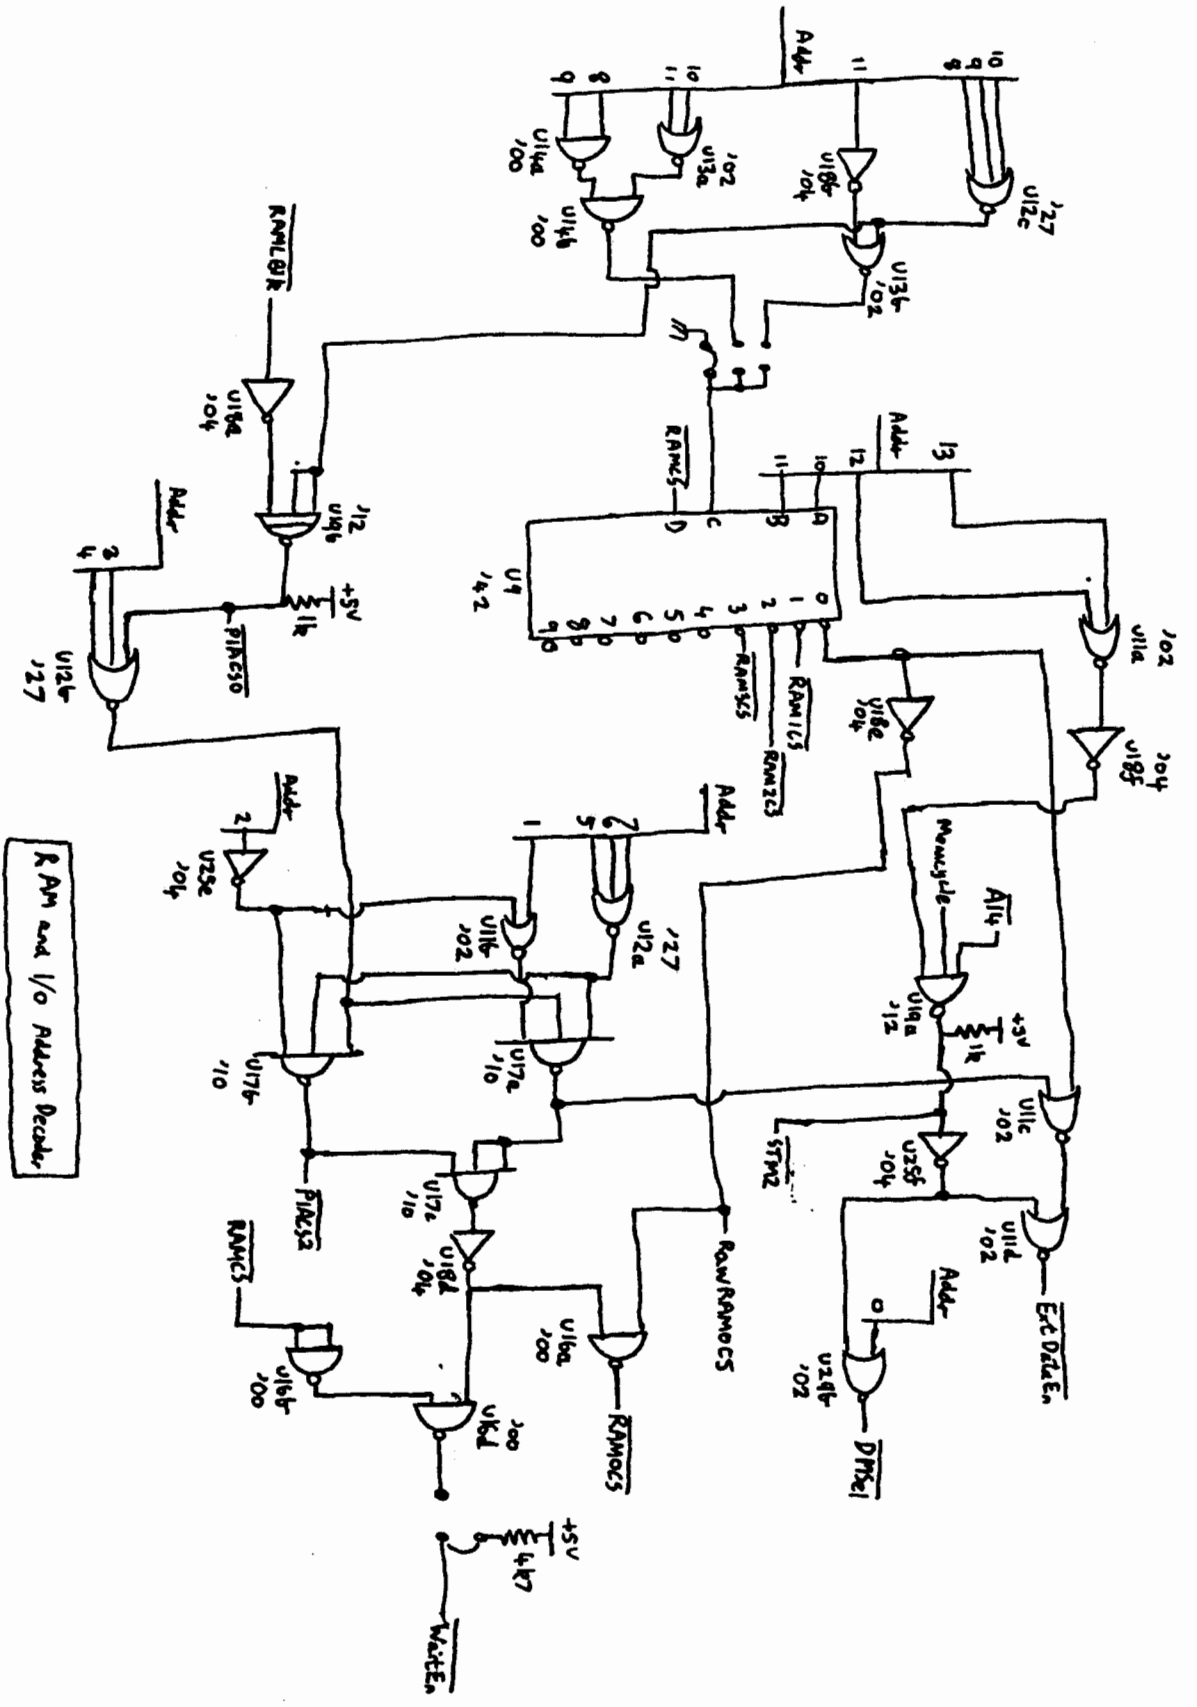 '02
U11a
'04
U18f
10
9
8
'27
U12c
11
U18b
'04
U13b
'02
Addr
10
11
'02
U13a
8
9
U14a
'00
U14b
'00
13
Addr
12
10
11
RAMCS
A
B
C
D
U9
'42
0
1
2
3
4
5
6
7
8
9
RAM1CS
RAM2CS
RAM3CS
U18e
'04
A14
Memcycle
U19a
'12
+5V
1k
STM2
U25f
'04
U11c
'02
U11d
'02
ExtDataEn
Addr
0
U24b
'02
DMSel
RawRAM0CS
U18a
'04
'12
U19b
+5V
1k
PIACS0
Addr
3
4
U12b
'27
Addr
7
6
5
1
'27
U12a
U11b
'02
Addr
2
U25e
'04
U17a
'10
U17b
'10
PIACS2
U17c
'10
U18d
'04
U16a
'00
RAM0CS
RAMCS
U16b
'00
'00
U16d
+5V
4k7
WaitEn
RAM and I/O Address Decoder